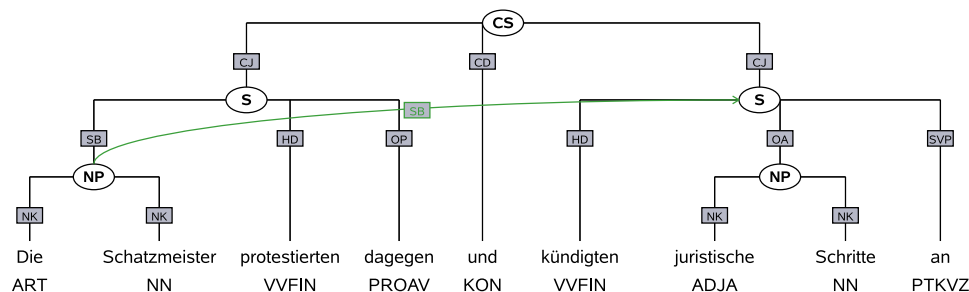 CS
CJ CD CJ
S S
SB
SB HD OP HD OA SVP
NP NP
NK NK NK NK
Die Schatzmeister protestierten dagegen und kündigten juristische Schritte an
ART NN VVFIN PROAV KON VVFIN ADJA NN PTKVZ